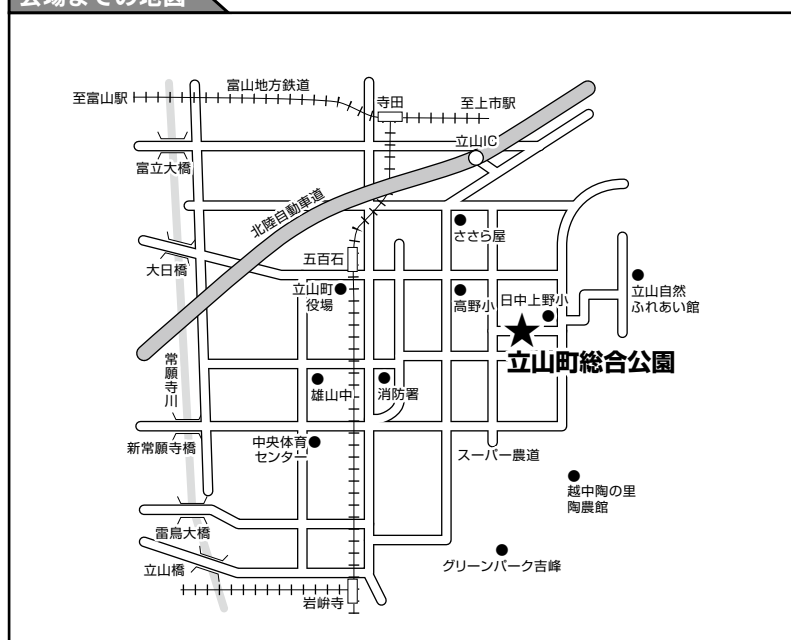 会場までの地図
富山地方鉄道
至富山駅
寺田
至上市駅
立山IC
富立大橋
北陸自動車道
ささら屋
大日橋
五百石
立山町
役場
高野小
日中上野小
立山自然
ふれあい館
立山町総合公園
常願寺川
雄山中
消防署
新常願寺橋
中央体育
センター
スーパー農道
越中陶の里
陶農館
雷鳥大橋
立山橋
グリーンパーク吉峰
岩峅寺